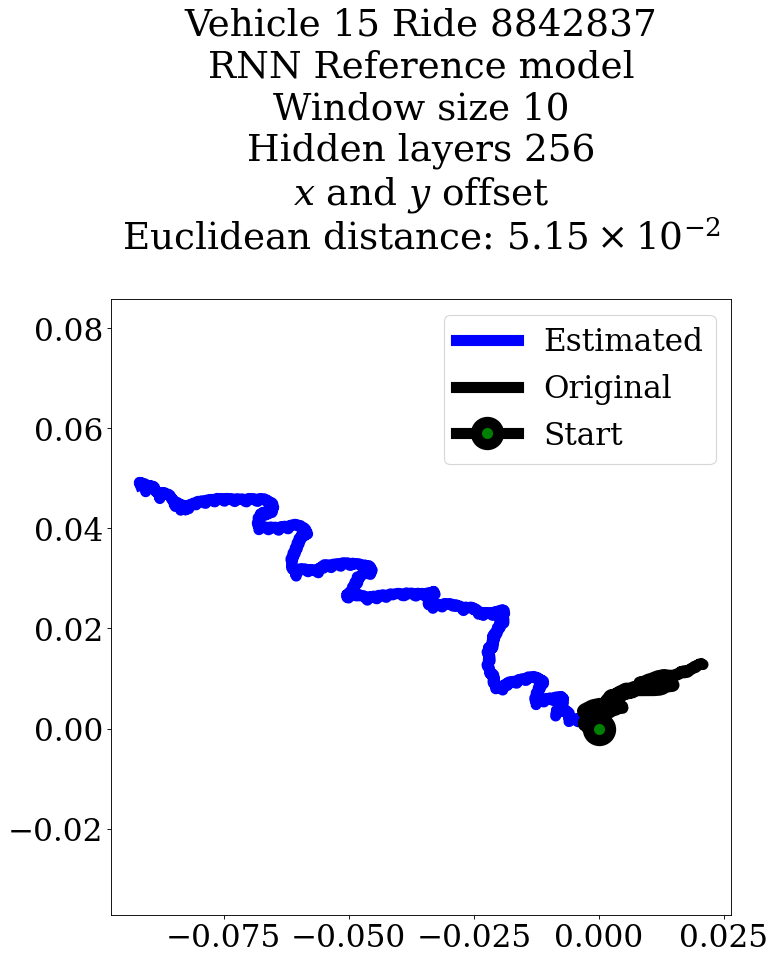 Vehicle 15 Ride 8842837
RNN Reference model
Window size 10
Hidden layers 256
x and y offset
Euclidean distance: 5.15 × 10⁻²
Estimated
Original
Start
0.08
0.06
0.04
0.02
0.00
−0.02
−0.075 −0.050 −0.025 0.000 0.025